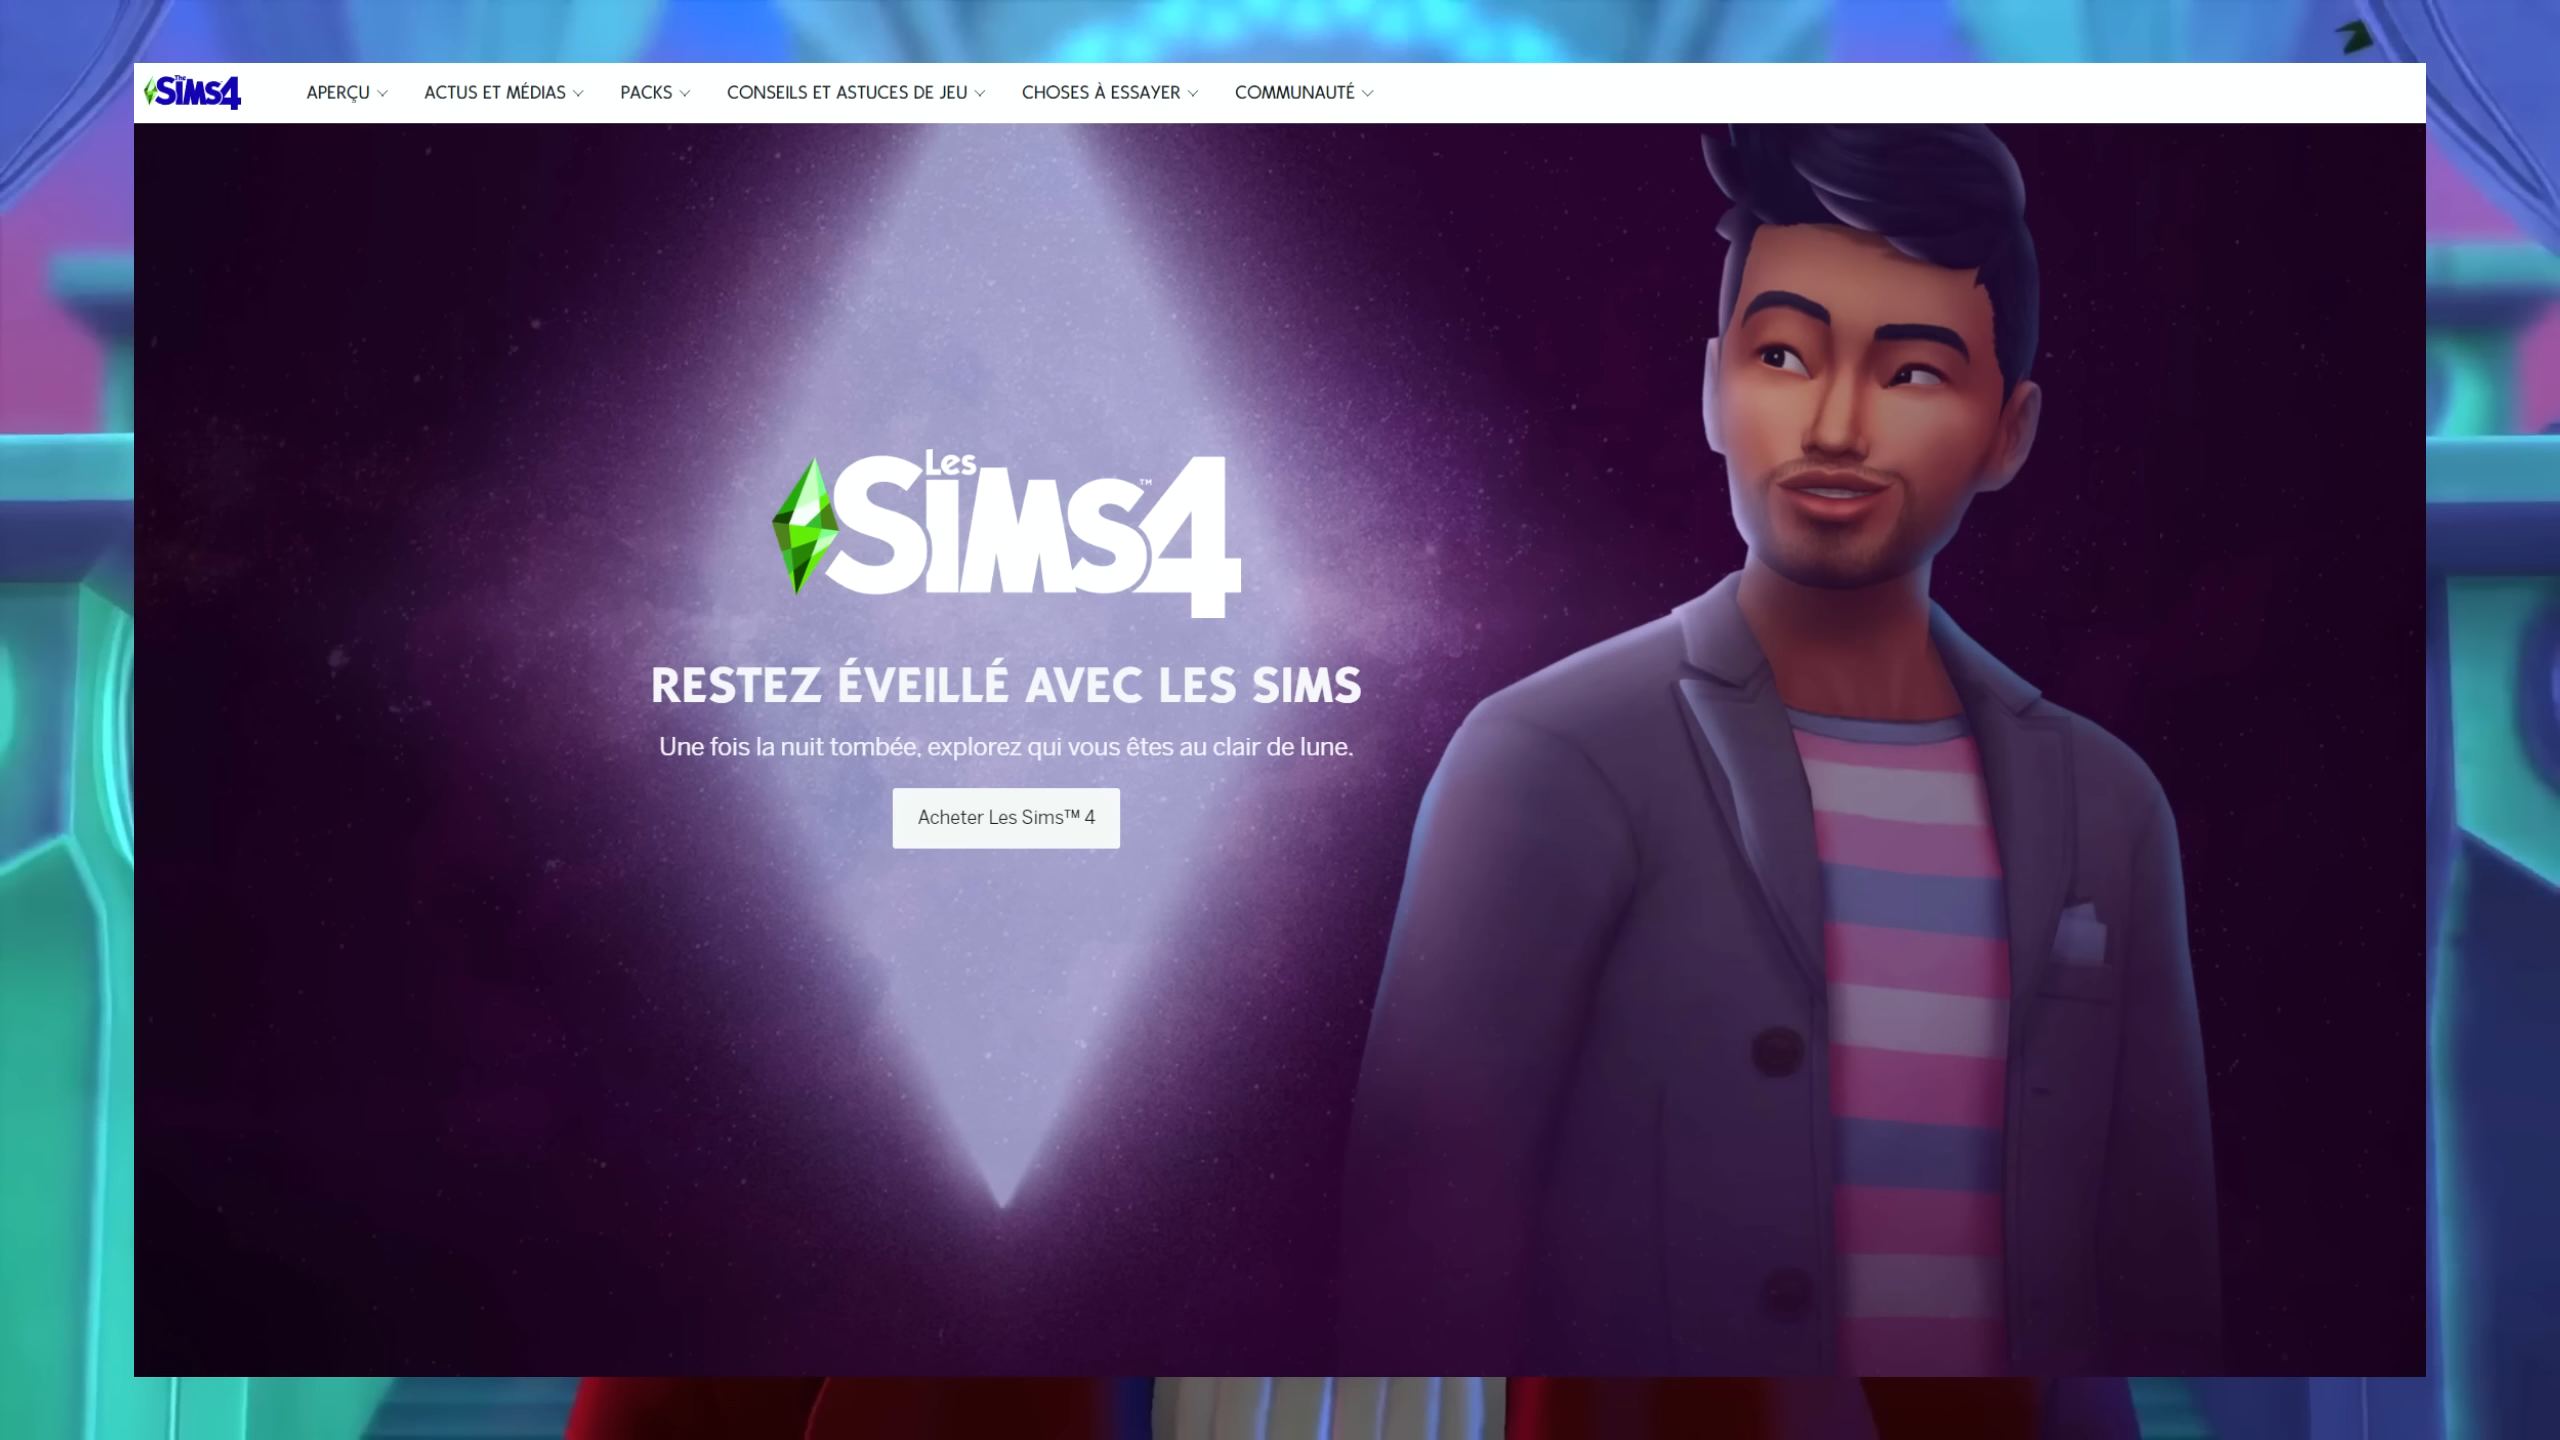 The Sims 4
APERÇU ACTUS ET MÉDIAS PACKS CONSEILS ET ASTUCES DE JEU CHOSES À ESSAYER COMMUNAUTÉ
Les
Sims™4
RESTEZ ÉVEILLÉ AVEC LES SIMS
Une fois la nuit tombée, explorez qui vous êtes au clair de lune.
Acheter Les Sims™ 4